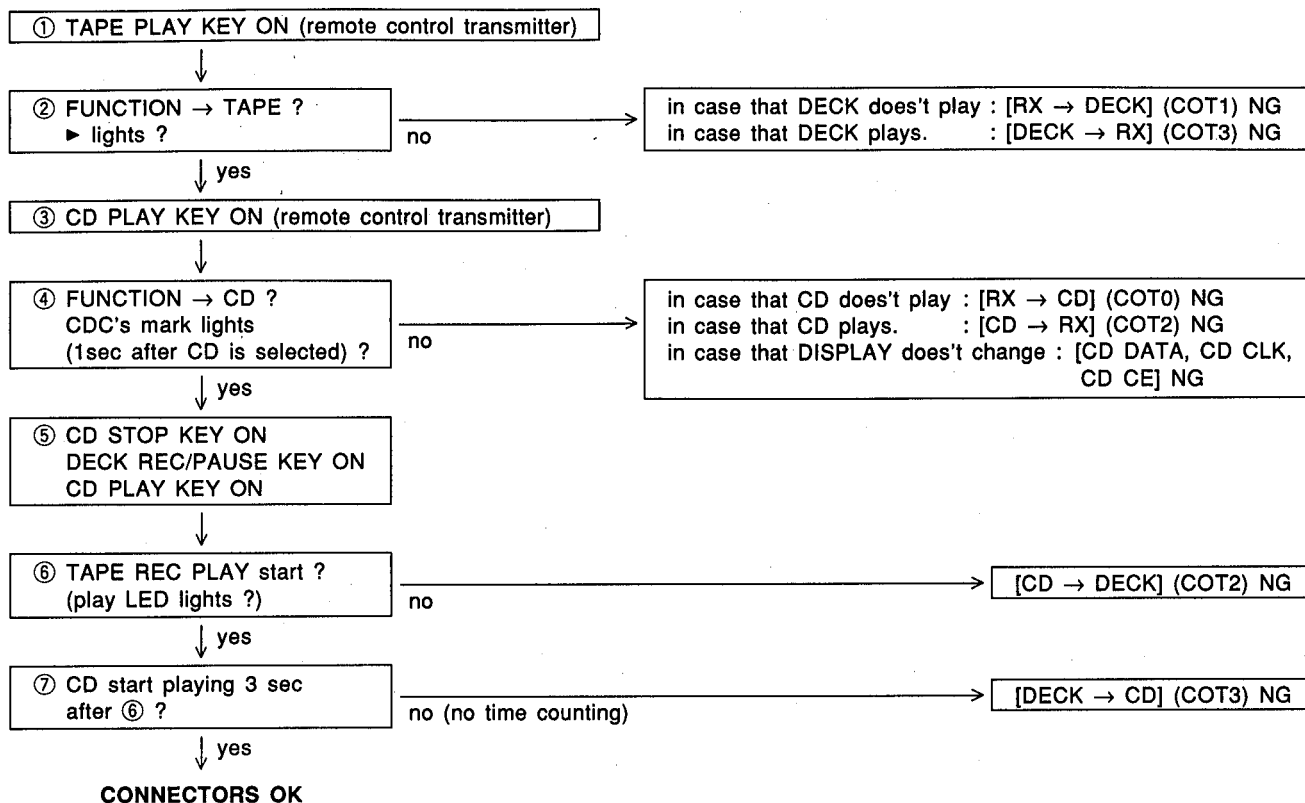 ① TAPE PLAY KEY ON (remote control transmitter)
② FUNCTION → TAPE ?
► lights ?
no
in case that DECK does't play : [RX → DECK] (COT1) NG
in case that DECK plays. : [DECK → RX] (COT3) NG
yes
③ CD PLAY KEY ON (remote control transmitter)
④ FUNCTION → CD ?
CDC's mark lights
(1sec after CD is selected) ?
no
in case that CD does't play : [RX → CD] (COT0) NG
in case that CD plays. : [CD → RX] (COT2) NG
in case that DISPLAY does't change : [CD DATA, CD CLK,
CD CE] NG
yes
⑤ CD STOP KEY ON
DECK REC/PAUSE KEY ON
CD PLAY KEY ON
⑥ TAPE REC PLAY start ?
(play LED lights ?)
no
[CD → DECK] (COT2) NG
yes
⑦ CD start playing 3 sec
after ⑥ ?
no (no time counting)
[DECK → CD] (COT3) NG
yes
CONNECTORS OK